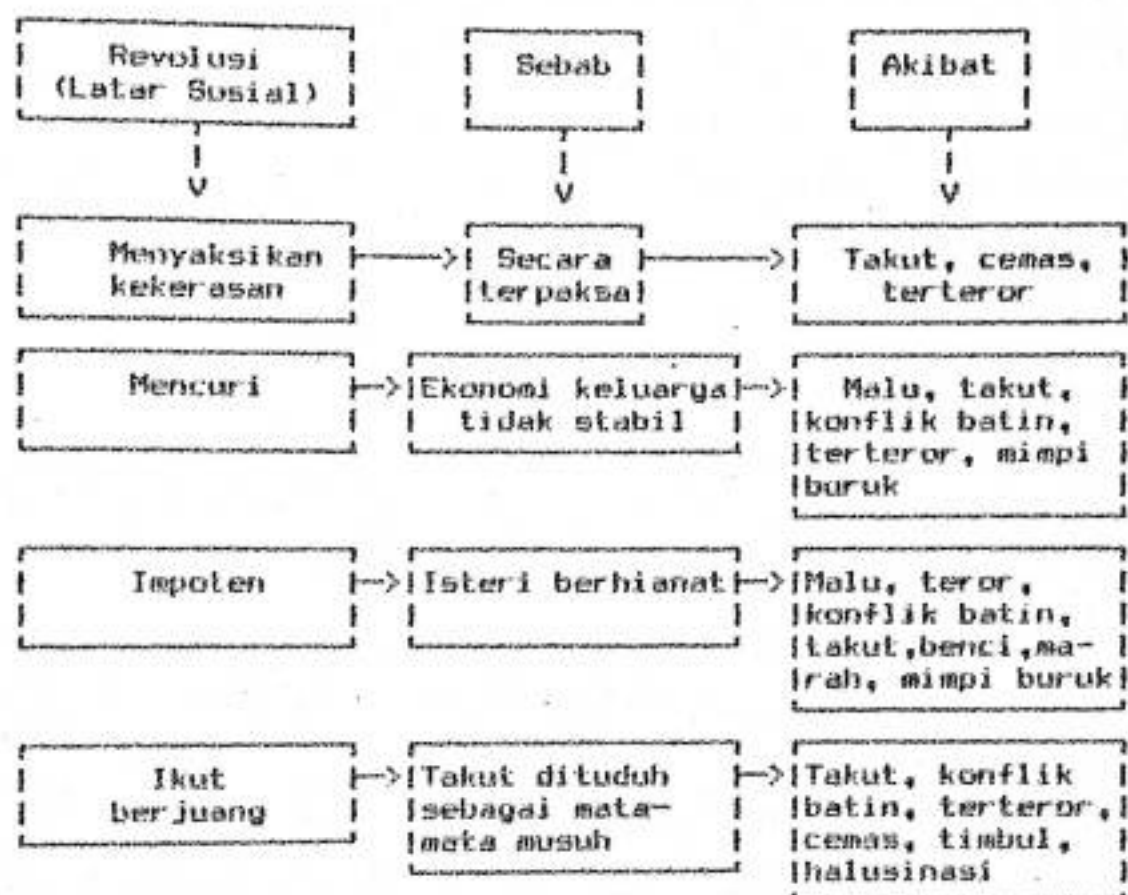 Revolusi
(Latar Sosial)
Sebab
Akibat
Menyaksikan
kekerasan
Secara
terpaksa
Takut, cemas,
terteror
Mencuri
Ekonomi keluarga
tidak stabil
Malu, takut,
konflik batin,
terteror, mimpi
buruk
Impoten
Isteri berhianat
Malu, teror,
konflik batin,
takut,benci,ma-
rah, mimpi buruk
Ikut
berjuang
Takut dituduh
sebagai mata-
mata musuh
Takut, konflik
batin, terteror,
cemas, timbul,
halusinasi